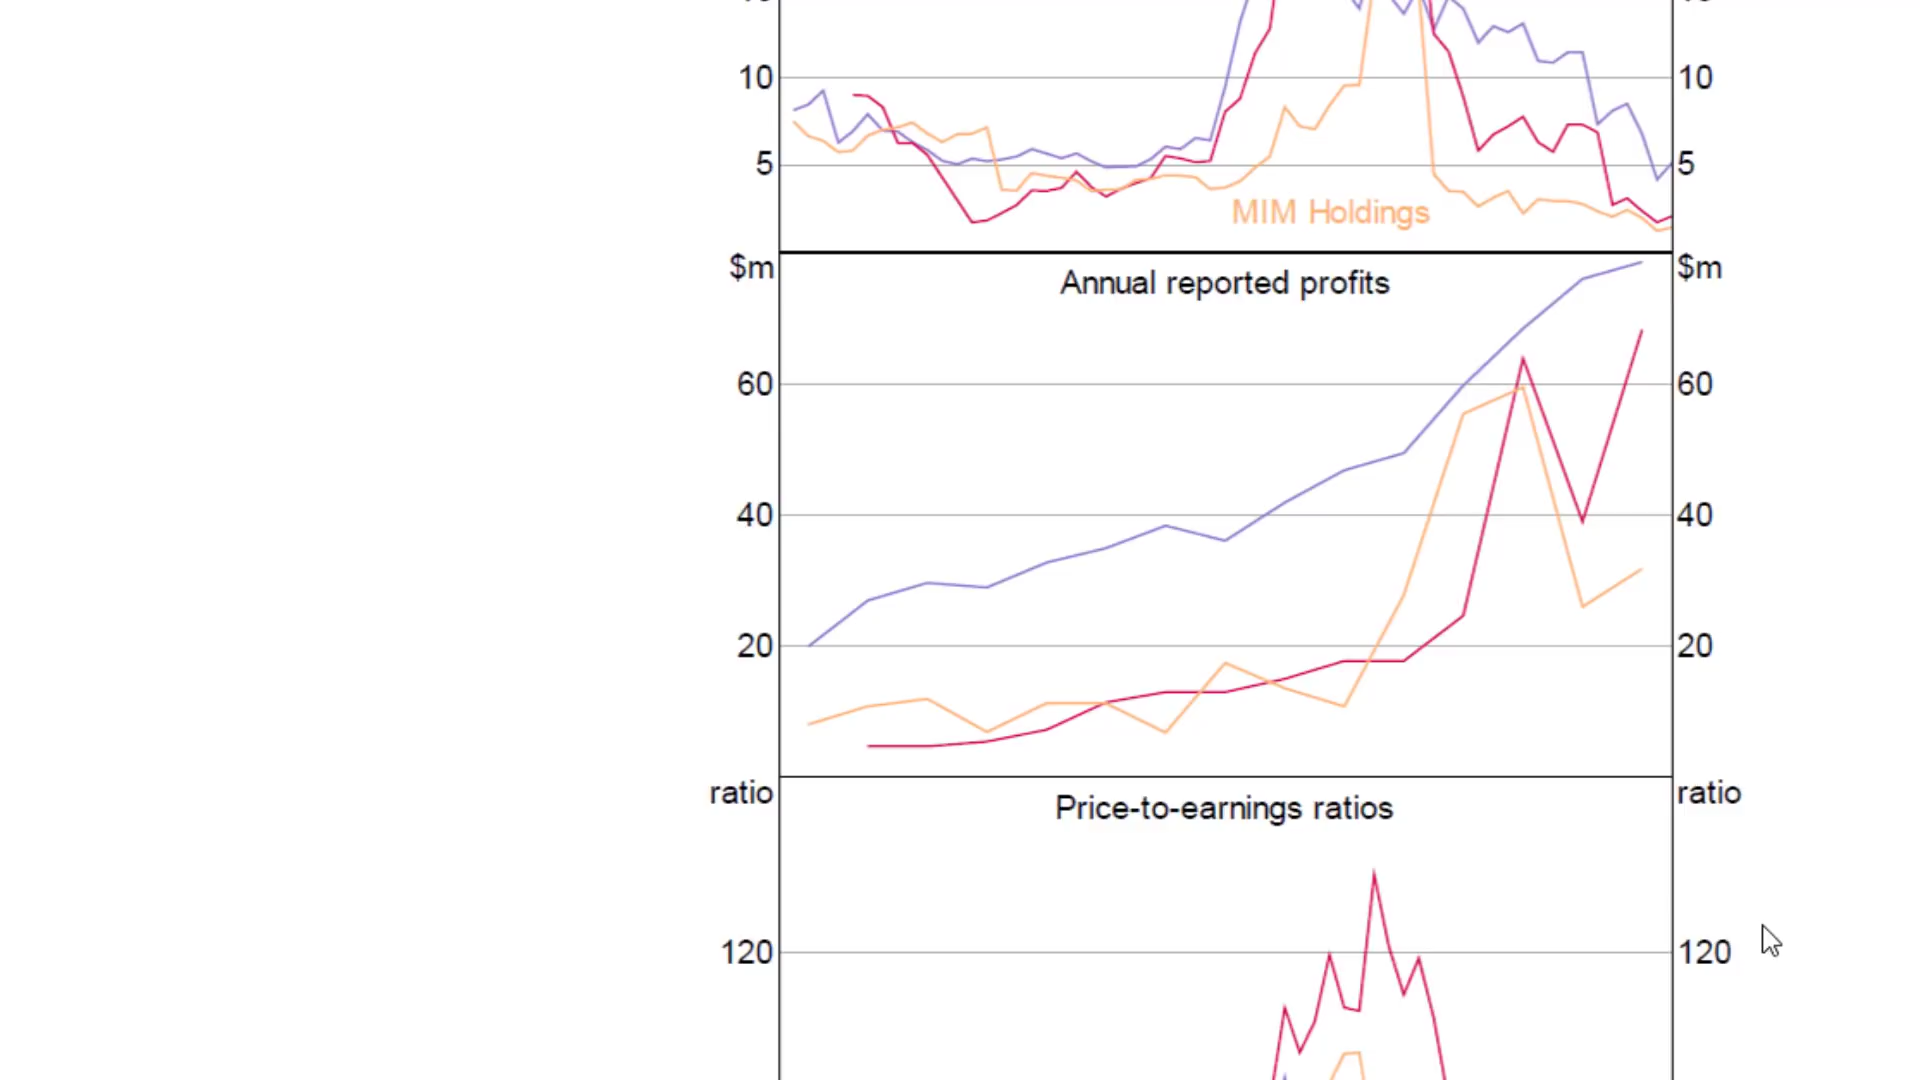 10 10
5 5
MIM Holdings
$m $m
Annual reported profits
60 60
40 40
20 20
ratio ratio
Price-to-earnings ratios
120 120